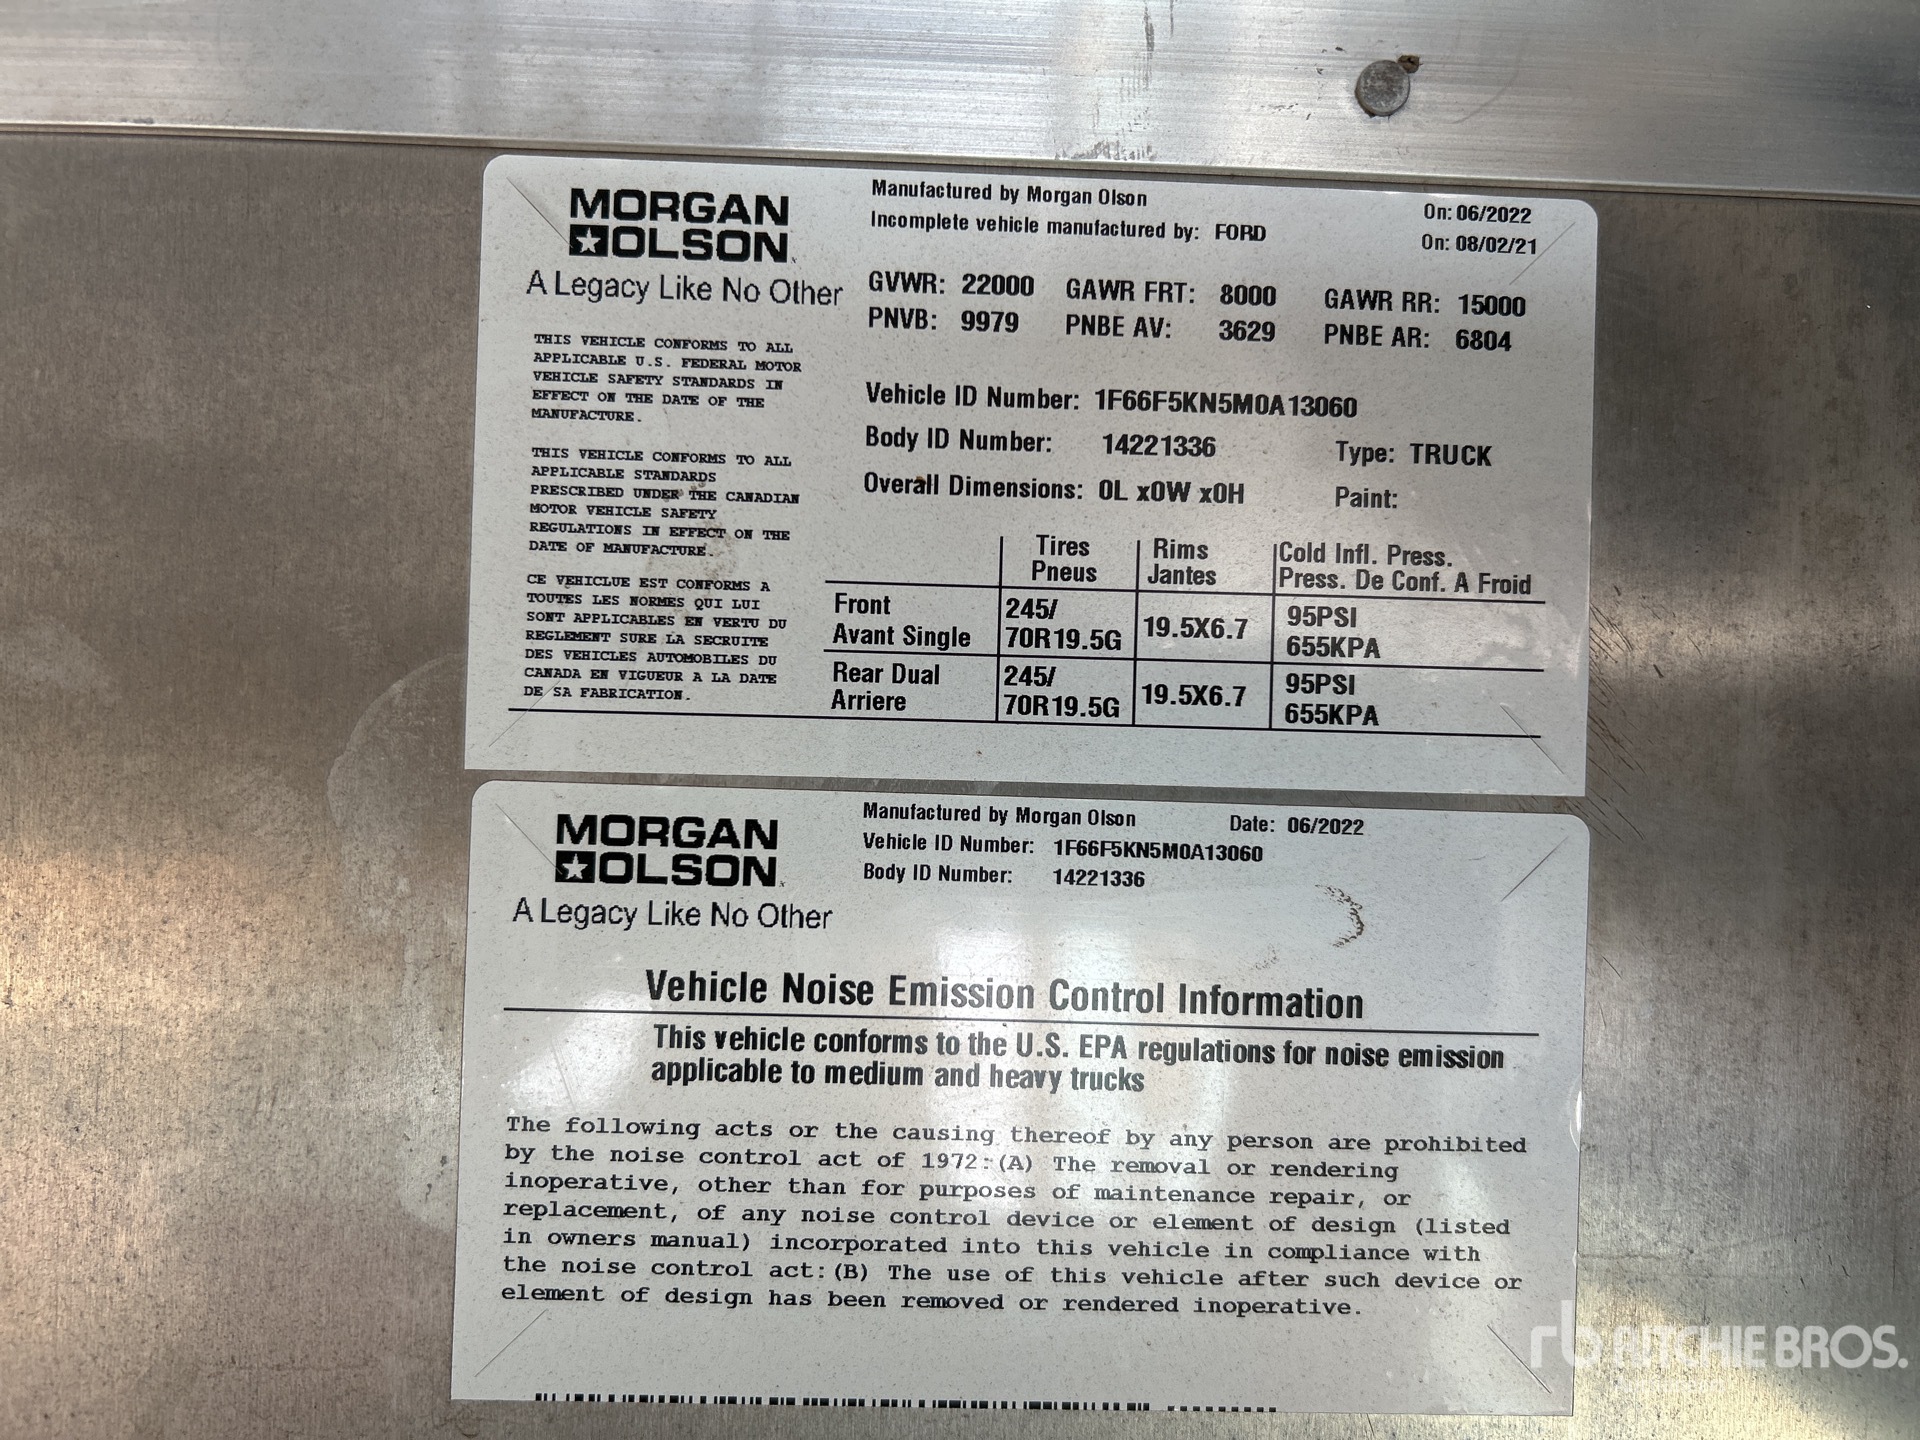 MORGAN
OLSON
A Legacy Like No Other
Manufactured by Morgan Olson On: 06/2022
Incomplete vehicle manufactured by: FORD On: 08/02/21
GVWR: 22000 GAWR FRT: 8000 GAWR RR: 15000
PNVB: 9979 PNBE AV: 3629 PNBE AR: 6804
THIS VEHICLE CONFORMS TO ALL
APPLICABLE U.S. FEDERAL MOTOR
VEHICLE SAFETY STANDARDS IN
EFFECT ON THE DATE OF THE
MANUFACTURE.
THIS VEHICLE CONFORMS TO ALL
APPLICABLE STANDARDS
PRESCRIBED UNDER THE CANADIAN
MOTOR VEHICLE SAFETY
REGULATIONS IN EFFECT ON THE
DATE OF MANUFACTURE.
CE VEHICLUE EST CONFORMS A
TOUTES LES NORMES QUI LUI
SONT APPLICABLES EN VERTU DU
REGLEMENT SURE LA SECRUITE
DES VEHICLES AUTOMOBILES DU
CANADA EN VIGUEUR A LA DATE
DE SA FABRICATION.
Vehicle ID Number: 1F66F5KN5M0A13060
Body ID Number: 14221336 Type: TRUCK
Overall Dimensions: 0L x0W x0H Paint:
Tires Rims Cold Infl. Press.
Pneus Jantes Press. De Conf. A Froid
Front 245/ 19.5X6.7 95PSI
Avant Single 70R19.5G 655KPA
Rear Dual 245/ 19.5X6.7 95PSI
Arriere 70R19.5G 655KPA
MORGAN
OLSON
A Legacy Like No Other
Manufactured by Morgan Olson Date: 06/2022
Vehicle ID Number: 1F66F5KN5M0A13060
Body ID Number: 14221336
Vehicle Noise Emission Control Information
This vehicle conforms to the U.S. EPA regulations for noise emission
applicable to medium and heavy trucks
The following acts or the causing thereof by any person are prohibited
by the noise control act of 1972:(A) The removal or rendering
inoperative, other than for purposes of maintenance repair, or
replacement, of any noise control device or element of design (listed
in owners manual) incorporated into this vehicle in compliance with
the noise control act:(B) The use of this vehicle after such device or
element of design has been removed or rendered inoperative.
rb RITCHIE BROS.